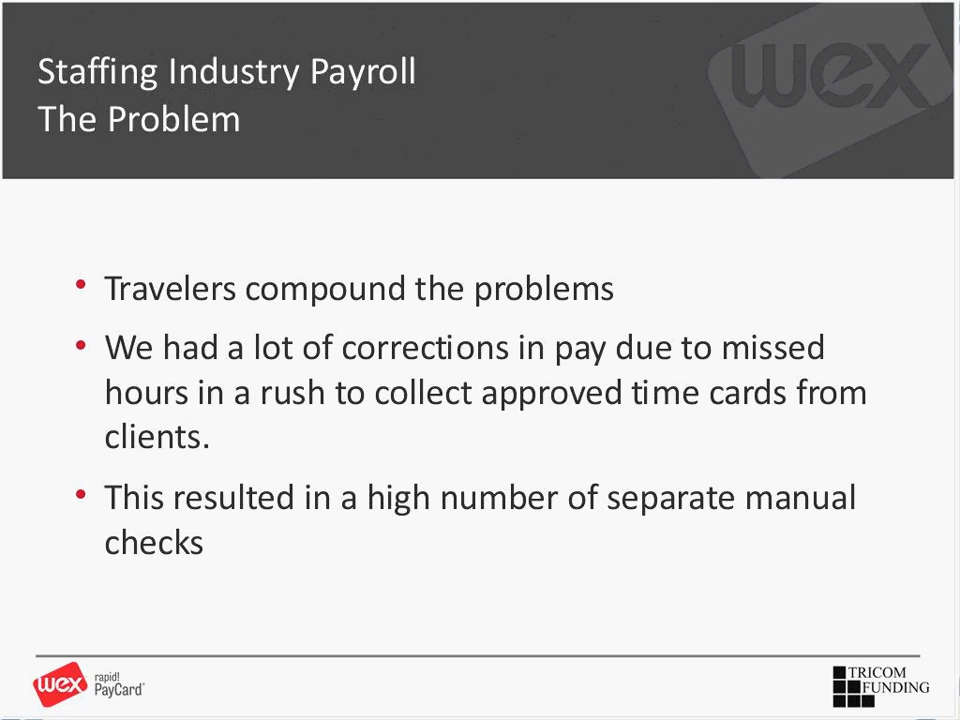 Staffing Industry Payroll
The Problem
wex
• Travelers compound the problems
• We had a lot of corrections in pay due to missed
hours in a rush to collect approved time cards from
clients.
• This resulted in a high number of separate manual
checks
wex rapid! PayCard®
TRICOM
FUNDING